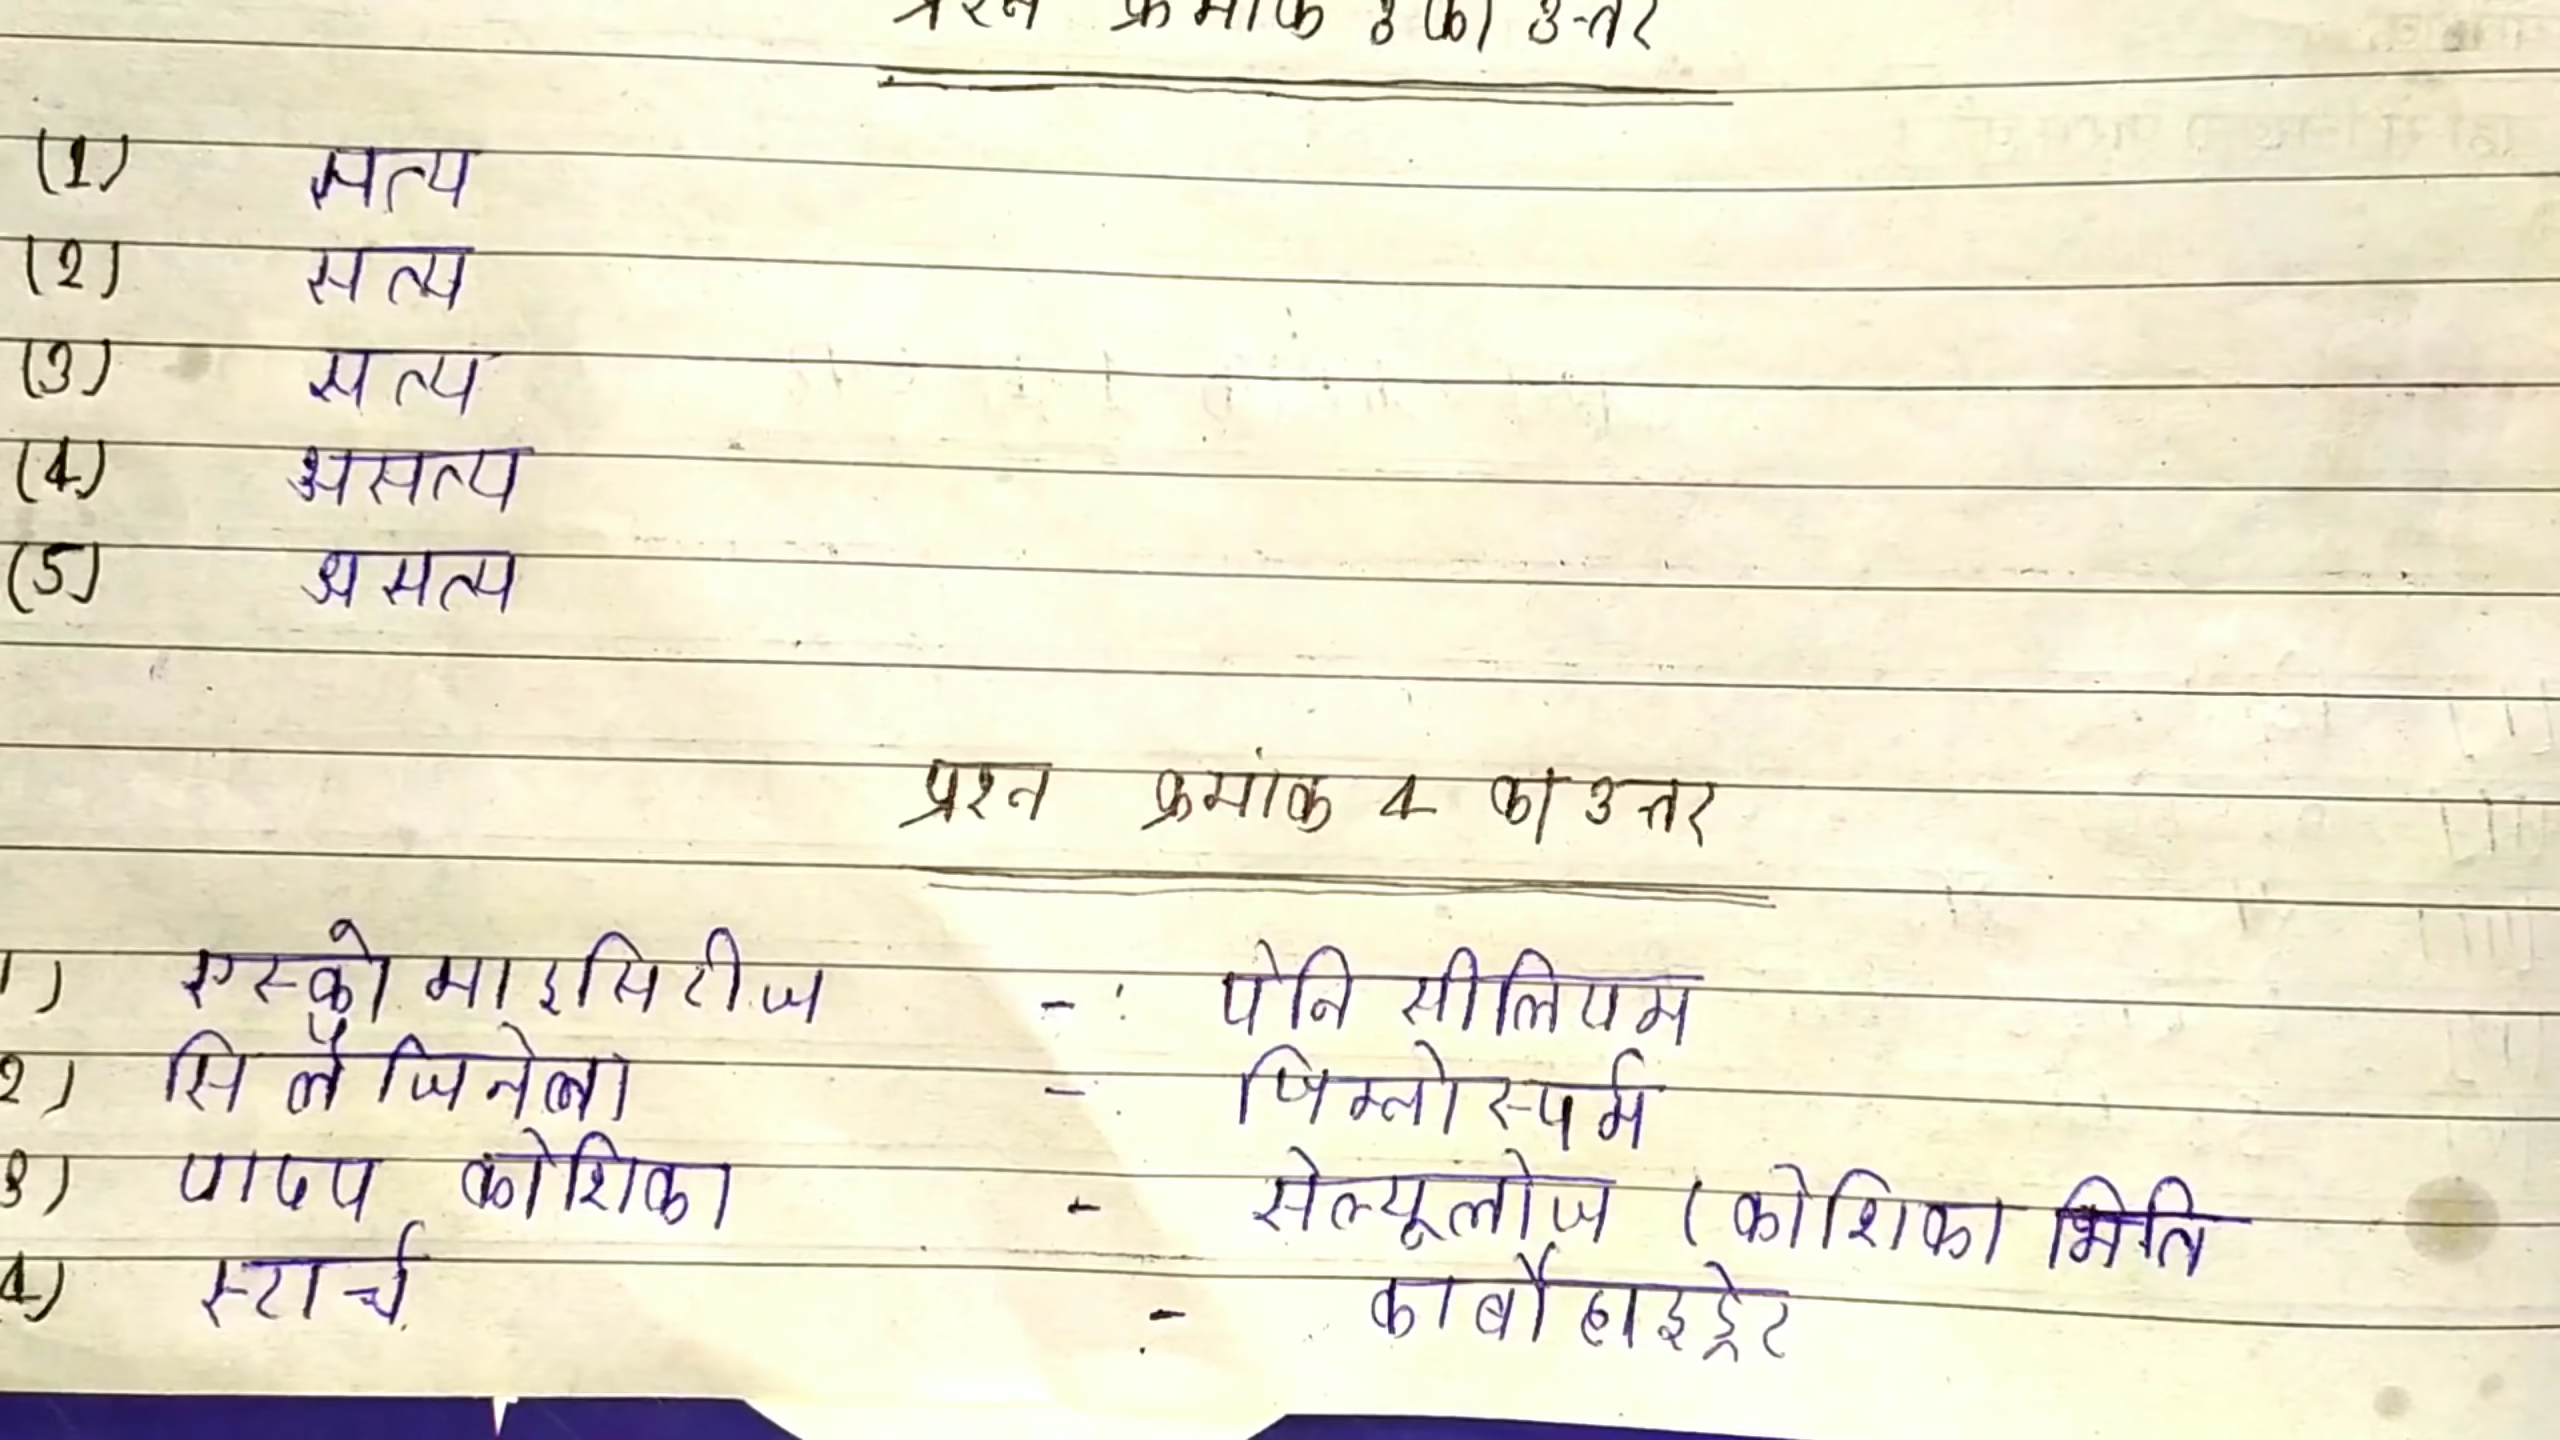 प्रश्न क्रमांक 3 का उत्तर
(1) सत्य
(2) सत्य
(3) सत्य
(4) असत्य
(5) असत्य
प्रश्न क्रमांक 4 का उत्तर
1) एस्कोमाइसिटीज - पेनिसीलियम
2) सिलैजिनेला - जिम्नोस्पर्म
3) पादप कोशिका - सेल्यूलोज (कोशिका भित्ति
4) स्टार्च - कार्बोहाइड्रेट